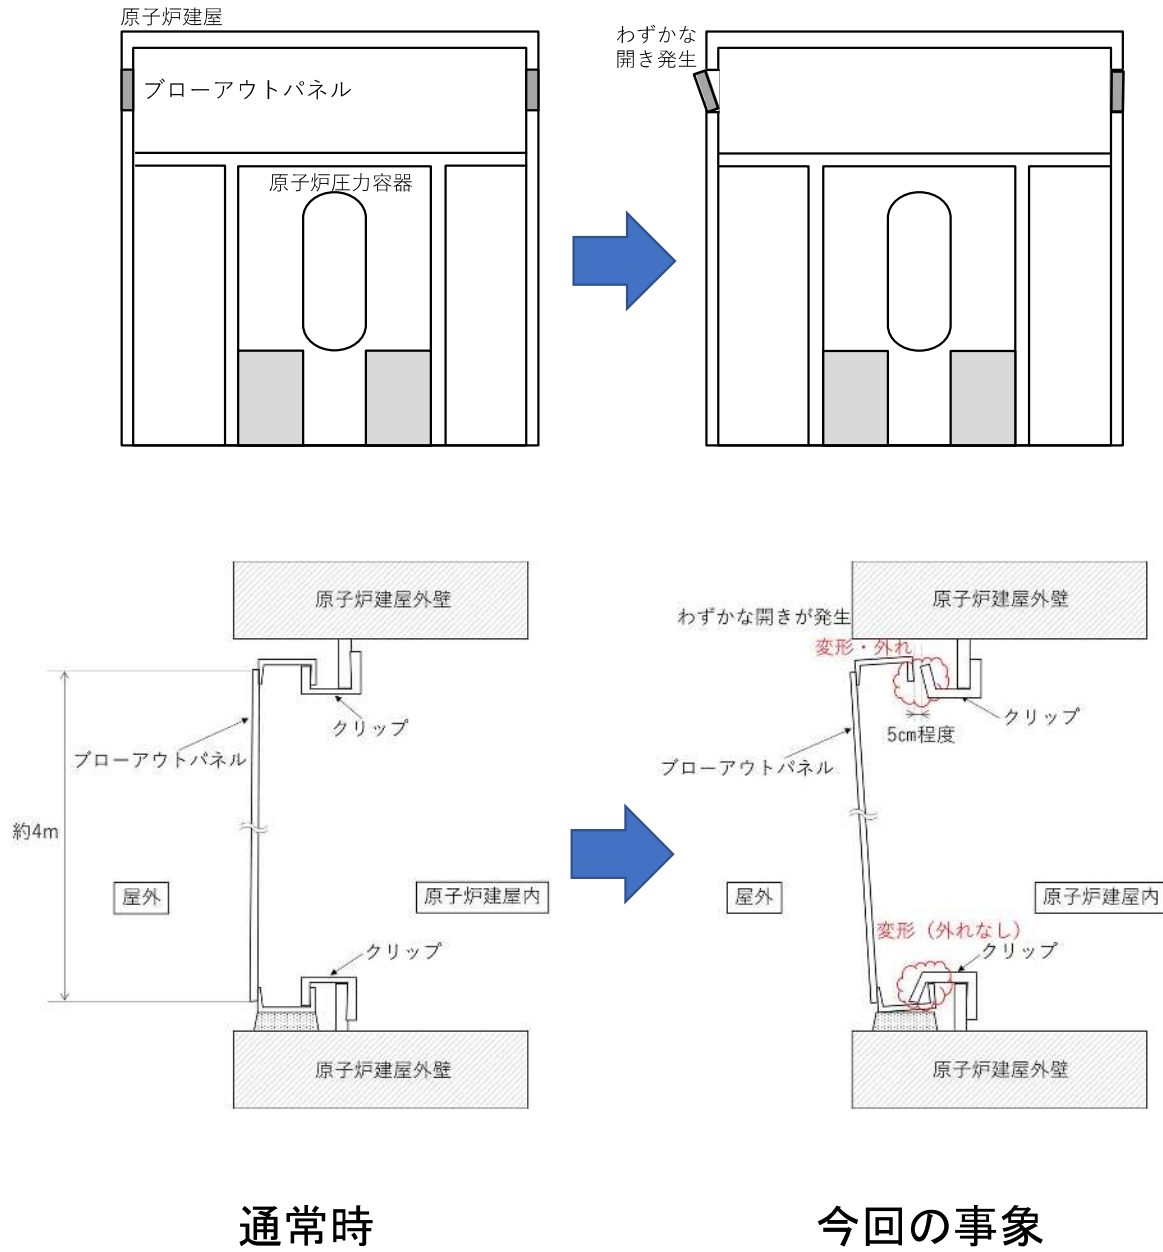 原子炉建屋
ブローアウトパネル
原子炉圧力容器
わずかな
開き発生
原子炉建屋外壁
クリップ
ブローアウトパネル
約4m
屋外
原子炉建屋内
クリップ
原子炉建屋外壁
原子炉建屋外壁
わずかな開きが発生
変形・外れ
クリップ
5cm程度
ブローアウトパネル
屋外
原子炉建屋内
変形（外れなし）
クリップ
原子炉建屋外壁
通常時
今回の事象